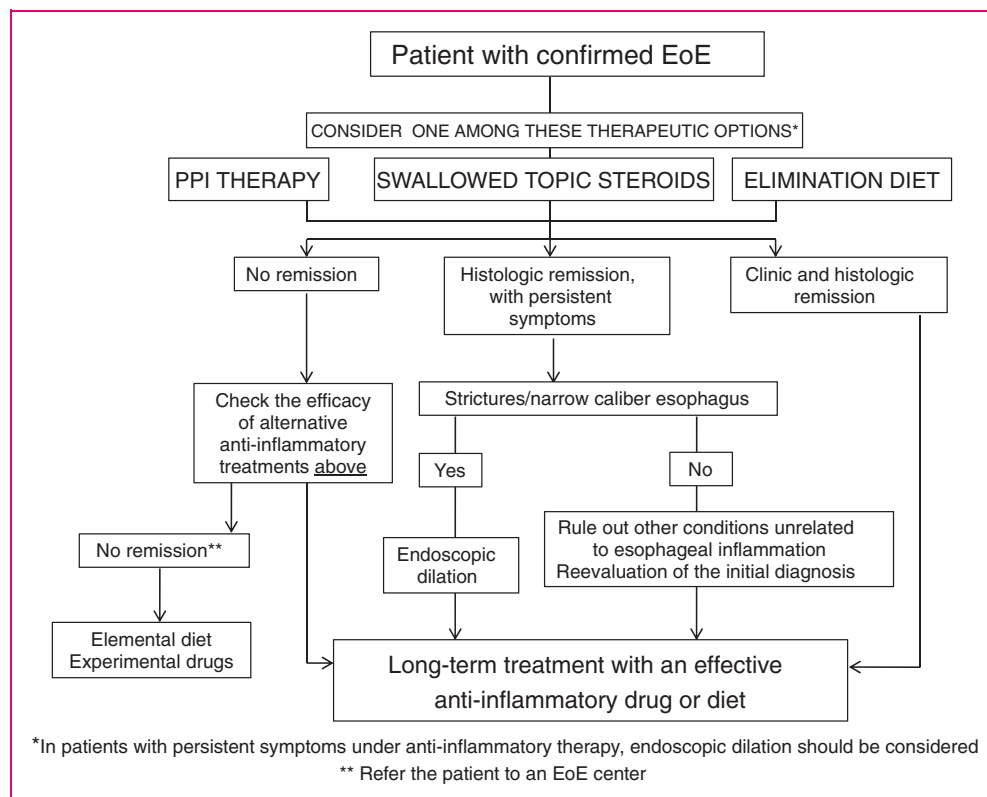 Patient with confirmed EoE
CONSIDER ONE AMONG THESE THERAPEUTIC OPTIONS*
PPI THERAPY
SWALLOWED TOPIC STEROIDS
ELIMINATION DIET
No remission
Histologic remission,
with persistent
symptoms
Clinic and histologic
remission
Check the efficacy
of alternative
anti-inflammatory
treatments above
Strictures/narrow caliber esophagus
Yes
No
No remission**
Endoscopic
dilation
Rule out other conditions unrelated
to esophageal inflammation
Reevaluation of the initial diagnosis
Elemental diet
Experimental drugs
Long-term treatment with an effective
anti-inflammatory drug or diet
*In patients with persistent symptoms under anti-inflammatory therapy, endoscopic dilation should be considered
** Refer the patient to an EoE center